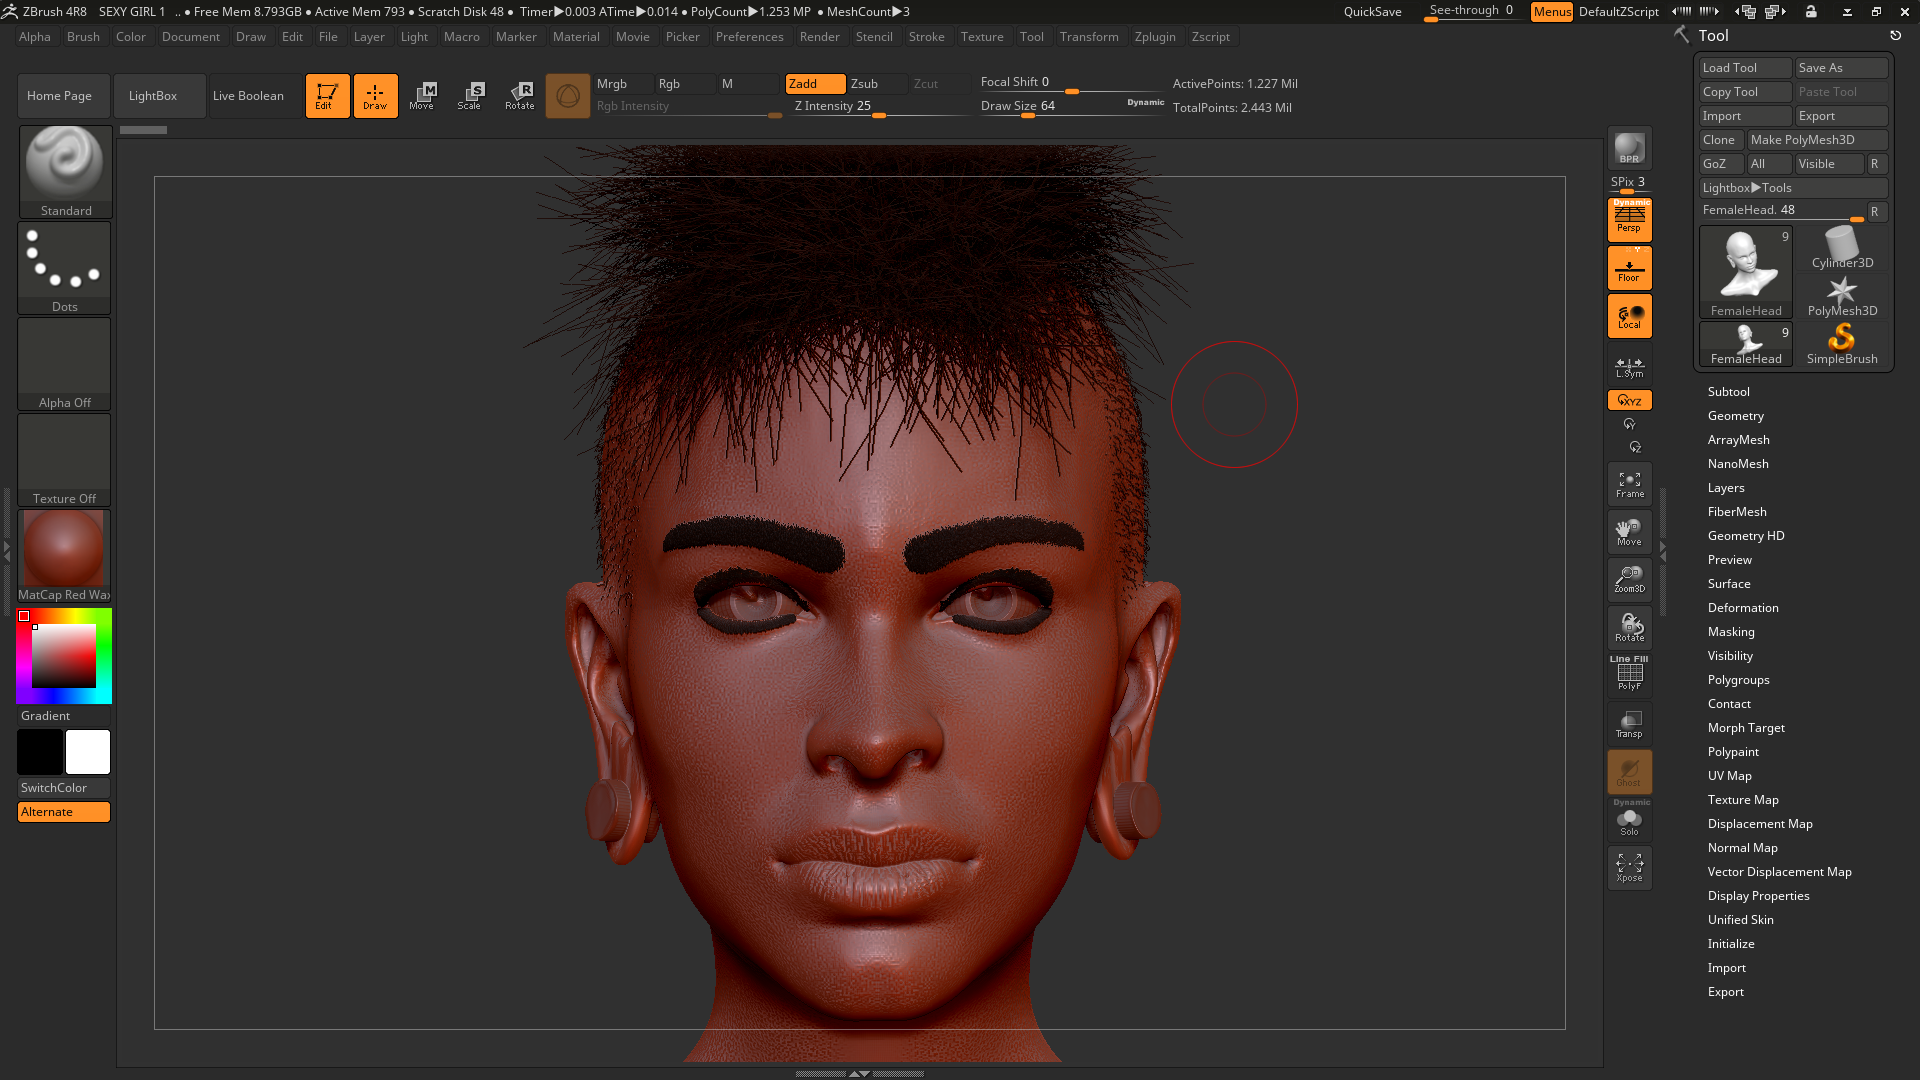 ZBrush 4R8 SEXY GIRL 1 .. ● Free Mem 8.793GB ● Active Mem 793 ● Scratch Disk 48 ● Timer▶0.003 ATime▶0.014 ● PolyCount▶1.253 MP ● MeshCount▶3 QuickSave See-through 0 Menus DefaultZScript
Alpha Brush Color Document Draw Edit File Layer Light Macro Marker Material Movie Picker Preferences Render Stencil Stroke Texture Tool Transform Zplugin Zscript
Home Page LightBox Live Boolean Edit Draw Move Scale Rotate
M S R
Mrgb Rgb M Zadd Zsub Zcut Focal Shift 0 ActivePoints: 1.227 Mil
Rgb Intensity Z Intensity 25 Draw Size 64 Dynamic TotalPoints: 2.443 Mil
Standard
Dots
Alpha Off
Texture Off
MatCap Red Wax
Gradient
SwitchColor
Alternate
BPR
SPix 3
Dynamic
Persp
Floor
Local
L.Sym
XYZ
Y
Z
Frame
Move
Zoom3D
Rotate
Line Fill
PolyF
Transp
Ghost
Dynamic
Solo
Xpose
Tool
Load Tool Save As
Copy Tool Paste Tool
Import Export
Clone Make PolyMesh3D
GoZ All Visible R
Lightbox▶Tools
FemaleHead. 48 R
9
Cylinder3D
FemaleHead PolyMesh3D
9
FemaleHead SimpleBrush
Subtool
Geometry
ArrayMesh
NanoMesh
Layers
FiberMesh
Geometry HD
Preview
Surface
Deformation
Masking
Visibility
Polygroups
Contact
Morph Target
Polypaint
UV Map
Texture Map
Displacement Map
Normal Map
Vector Displacement Map
Display Properties
Unified Skin
Initialize
Import
Export